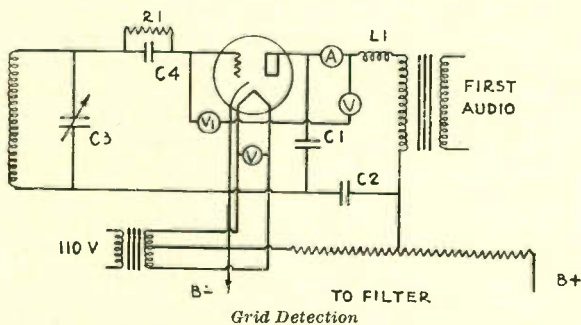 R1
C4
A
L1
V1
V
C3
C1
FIRST
AUDIO
V
C2
110 V
B-
TO FILTER
B+
Grid Detection